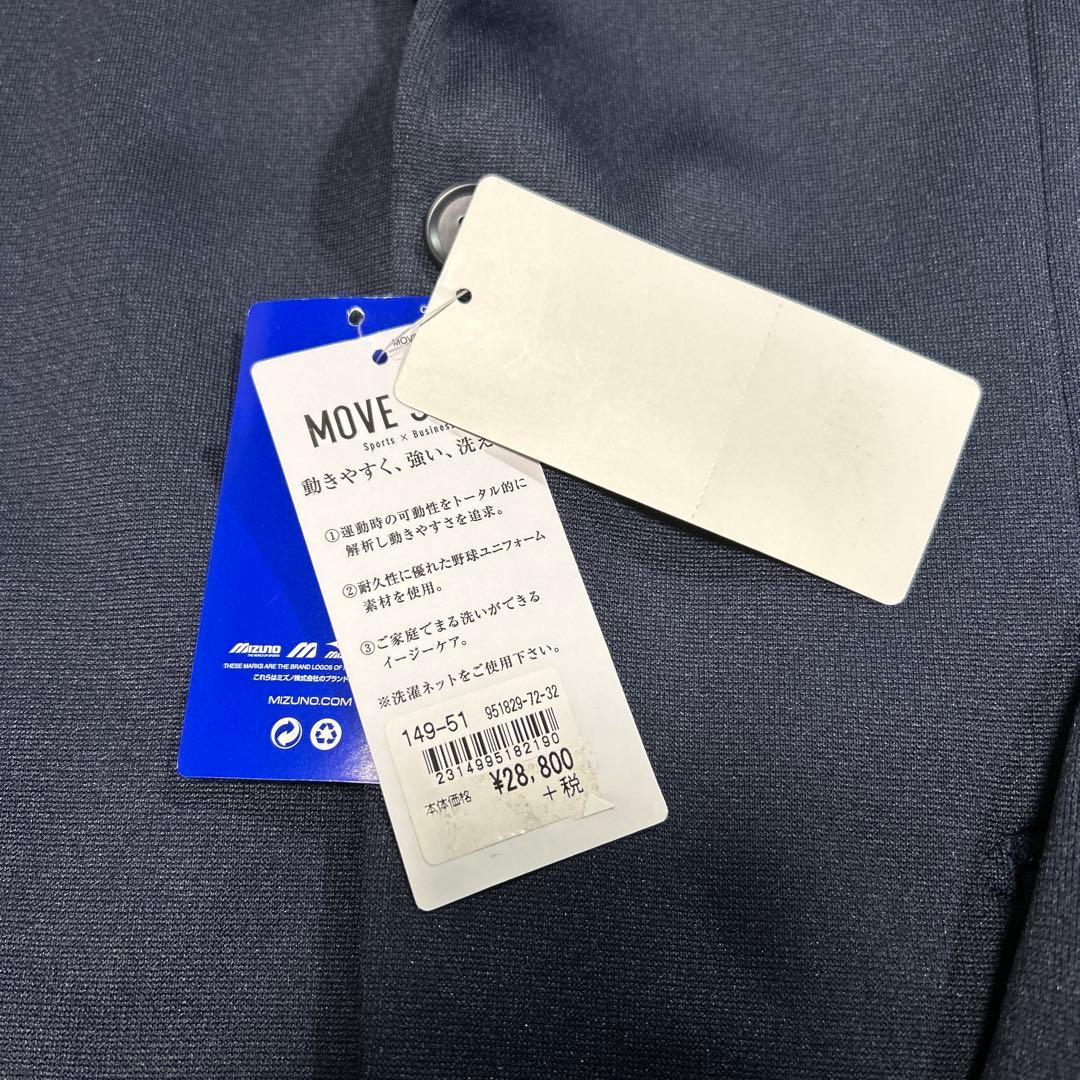 MOVE
Sports × Business
動きやすく、強い、洗え
①運動時の可動性をトータル的に
解析し動きやすさを追求。
②耐久性に優れた野球ユニフォーム
素材を使用。
③ご家庭でまる洗いができる
イージーケア。
※洗濯ネットをご使用下さい。
149-51 951829-72-32
2314995182190
本体価格 ¥28,800
+税
MIZUNO
THE WORLD OF SPORTS
THESE MARKS ARE THE BRAND LOGOS OF
これらはミズノ株式会社のブランド
MIZUNO.COM